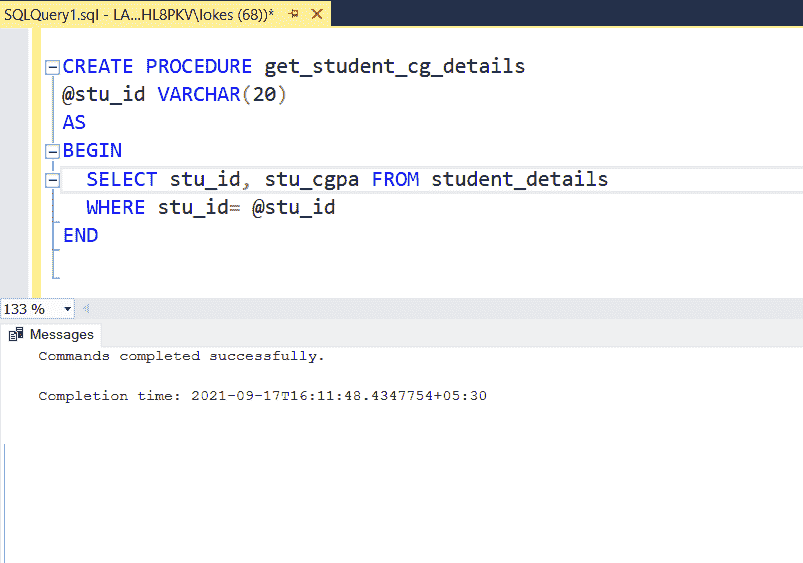 SQLQuery1.sql - LA...HL8PKV\lokes (68))*
CREATE PROCEDURE get_student_cg_details
@stu_id VARCHAR(20)
AS
BEGIN
SELECT stu_id, stu_cgpa FROM student_details
WHERE stu_id= @stu_id
END
133 %
Messages
Commands completed successfully.
Completion time: 2021-09-17T16:11:48.4347754+05:30